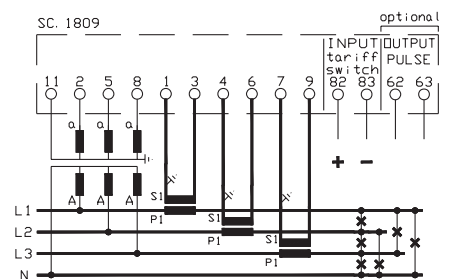 SC. 1809
optional
INPUT tariff switch
OUTPUT PULSE
11 2 5 8 1 3 4 6 7 9 82 83 62 63
a a a
+ −
A A A
S1
P1
L1
S1
P1
L2
S1
P1
L3
N